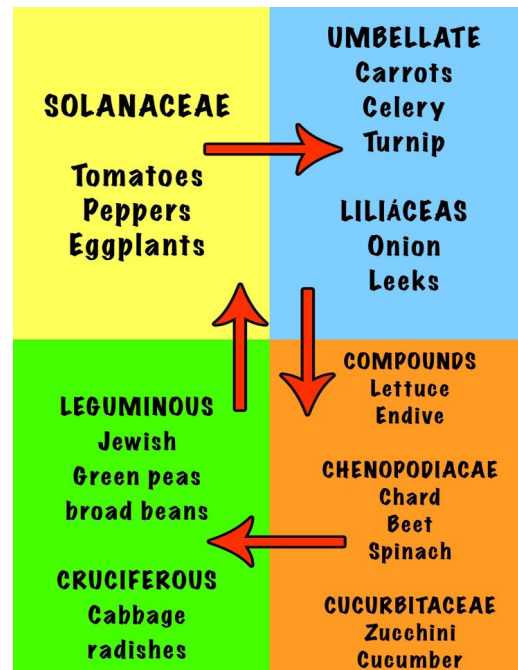 SOLANACEAE
Tomatoes
Peppers
Eggplants
UMBELLATE
Carrots
Celery
Turnip
LILIÁCEAS
Onion
Leeks
COMPOUNDS
Lettuce
Endive
CHENOPODIACAE
Chard
Beet
Spinach
CUCURBITACEAE
Zucchini
Cucumber
LEGUMINOUS
Jewish
Green peas
broad beans
CRUCIFEROUS
Cabbage
radishes